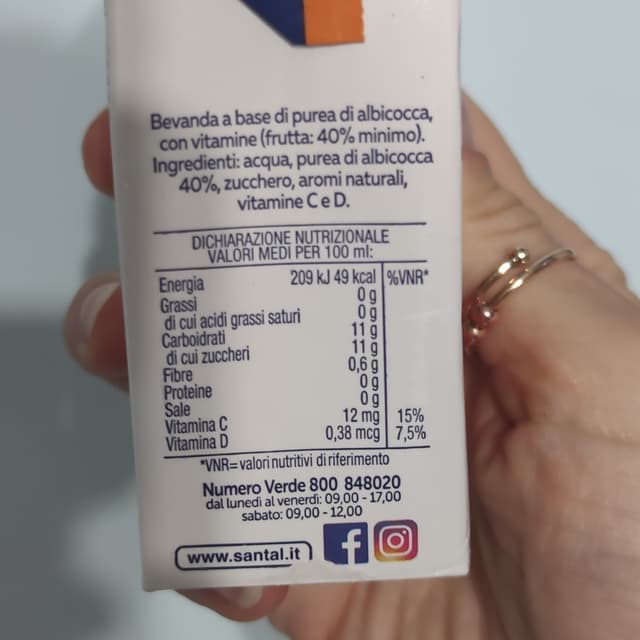 Bevanda a base di purea di albicocca,
con vitamine (frutta: 40% minimo).
Ingredienti: acqua, purea di albicocca
40%, zucchero, aromi naturali,
vitamine C e D.
DICHIARAZIONE NUTRIZIONALE
VALORI MEDI PER 100 ml:
Energia 209 kJ 49 kcal %VNR*
Grassi 0 g
di cui acidi grassi saturi 0 g
Carboidrati 11 g
di cui zuccheri 11 g
Fibre 0,6 g
Proteine 0 g
Sale 0 g
Vitamina C 12 mg 15%
Vitamina D 0,38 mcg 7,5%
*VNR= valori nutritivi di riferimento
Numero Verde 800 848020
dal lunedì al venerdì: 09,00 - 17,00
sabato: 09,00 - 12,00
www.santal.it